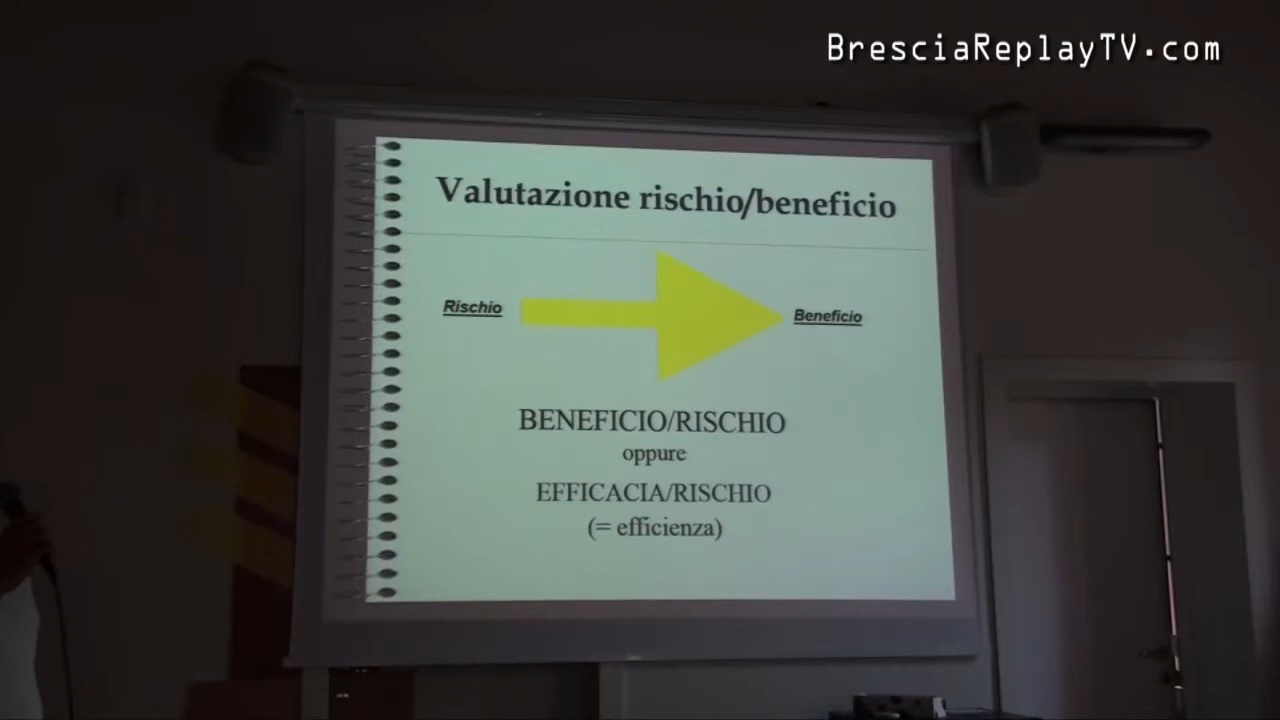 BresciaReplayTV.com
Valutazione rischio/beneficio
Rischio
Beneficio
BENEFICIO/RISCHIO
oppure
EFFICACIA/RISCHIO
(= efficienza)